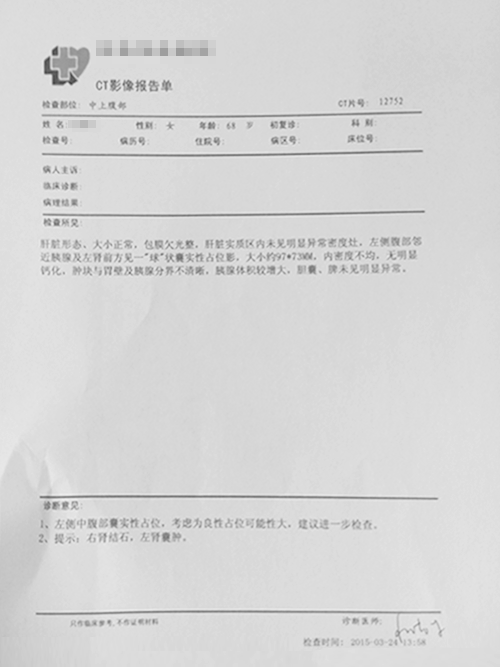 CT影像报告单
检查部位: 中上腹部 CT片号: 12752
姓 名: 性别: 女 年龄: 68 岁 初复诊: 科 别:
检查号: 病历号: 住院号: 病区号: 床位号:
病人主诉:
临床诊断:
病理结果:
检查所见:
肝脏形态、大小正常, 包膜欠光整, 肝脏实质区内未见明显异常密度灶, 左侧腹部邻
近胰腺及左肾前方见一"球"状囊实性占位影, 大小约97*73MM, 内密度不均, 无明显
钙化, 肿块与胃壁及胰腺分界不清晰, 胰腺体积较增大, 胆囊、脾未见明显异常。
诊断意见:
1、左侧中腹部囊实性占位, 考虑为良性占位可能性大, 建议进一步检查。
2、提示: 右肾结石, 左肾囊肿。
只作临床参考, 不作证明材料 诊断医师:
检查时间: 2015-03-24 13:58